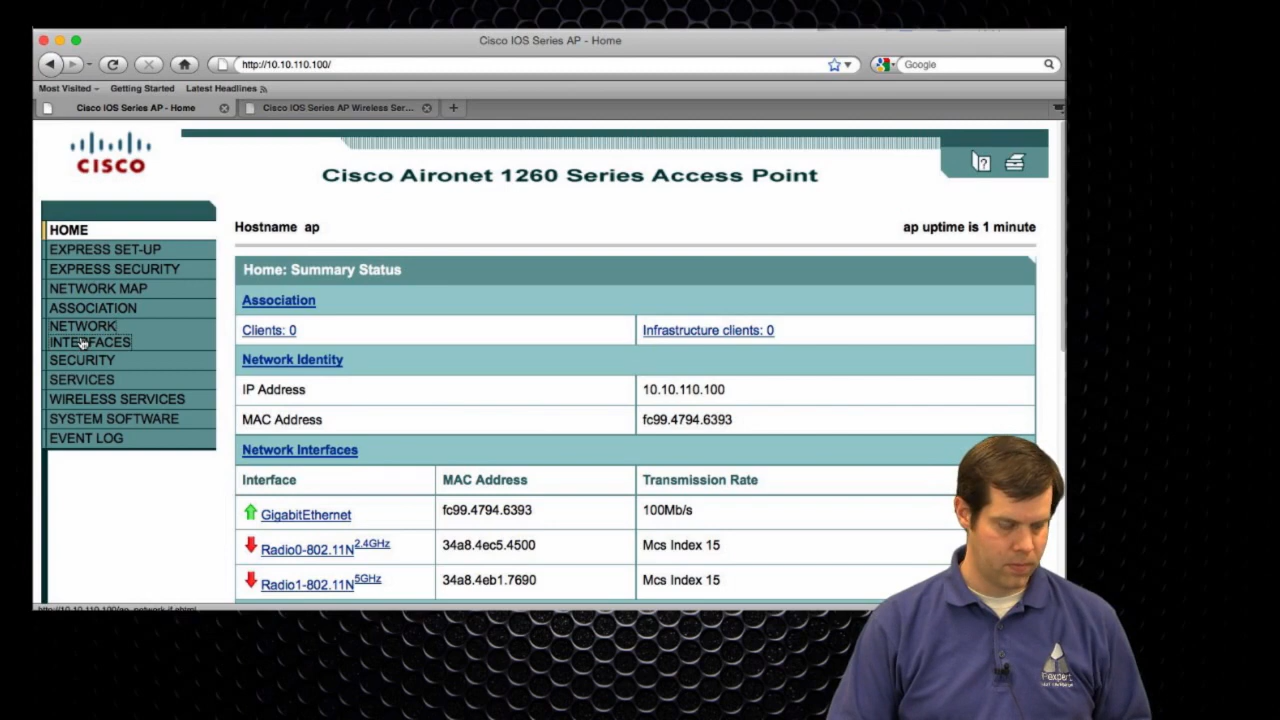 Cisco IOS Series AP - Home
http://10.10.110.100/
Google
Most Visited
Getting Started
Latest Headlines
Cisco IOS Series AP - Home
Cisco IOS Series AP Wireless Ser...
CISCO
Cisco Aironet 1260 Series Access Point
HOME
EXPRESS SET-UP
EXPRESS SECURITY
NETWORK MAP
ASSOCIATION
NETWORK
INTERFACES
SECURITY
SERVICES
WIRELESS SERVICES
SYSTEM SOFTWARE
EVENT LOG
Hostname ap
ap uptime is 1 minute
Home: Summary Status
Association
Clients: 0
Infrastructure clients: 0
Network Identity
IP Address
10.10.110.100
MAC Address
fc99.4794.6393
Network Interfaces
Interface
MAC Address
Transmission Rate
GigabitEthernet
fc99.4794.6393
100Mb/s
Radio0-802.11N2.4GHz
34a8.4ec5.4500
Mcs Index 15
Radio1-802.11N5GHz
34a8.4eb1.7690
Mcs Index 15